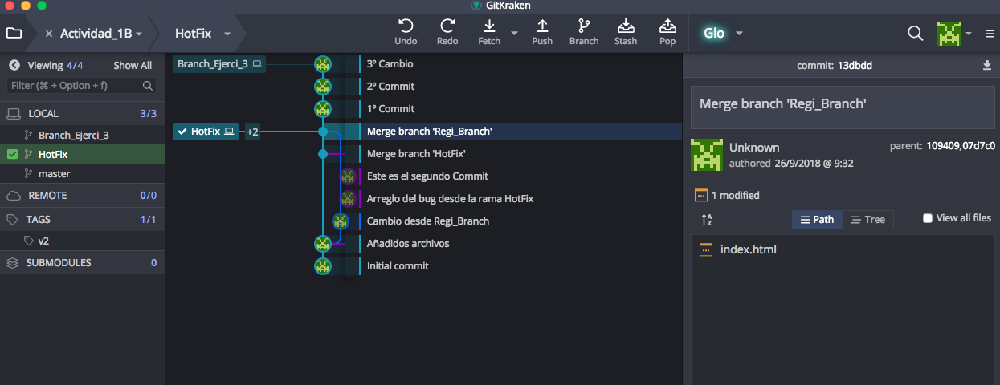 GitKraken
Actividad_1B
HotFix
Undo
Redo
Fetch
Push
Branch
Stash
Pop
Glo
Viewing 4/4 Show All
Filter (⌘ + Option + f)
LOCAL 3/3
Branch_Ejerci_3
HotFix
master
REMOTE 0/0
TAGS 1/1
v2
SUBMODULES 0
Branch_Ejerci_3 3º Cambio
2º Commit
1º Commit
HotFix +2 Merge branch 'Regi_Branch'
Merge branch 'HotFix'
Este es el segundo Commit
Arreglo del bug desde la rama HotFix
Cambio desde Regi_Branch
Añadidos archivos
Initial commit
commit: 13dbdd
Merge branch 'Regi_Branch'
Unknown
authored 26/9/2018 @ 9:32
parent: 109409,07d7c0
1 modified
A Z
Path
Tree
View all files
index.html